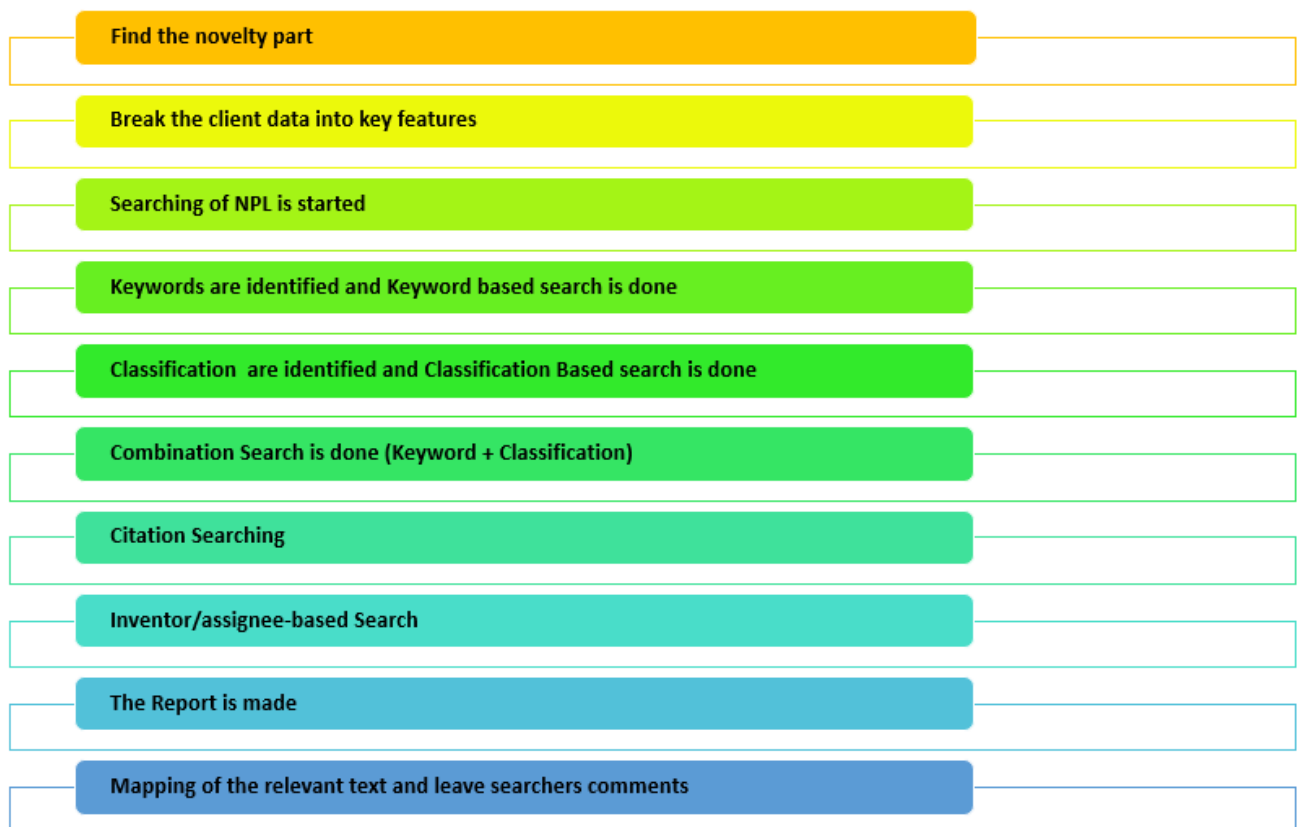 Find the novelty part
Break the client data into key features
Searching of NPL is started
Keywords are identified and Keyword based search is done
Classification  are identified and Classification Based search is done
Combination Search is done (Keyword + Classification)
Citation Searching
Inventor/assignee-based Search
The Report is made
Mapping of the relevant text and leave searchers comments